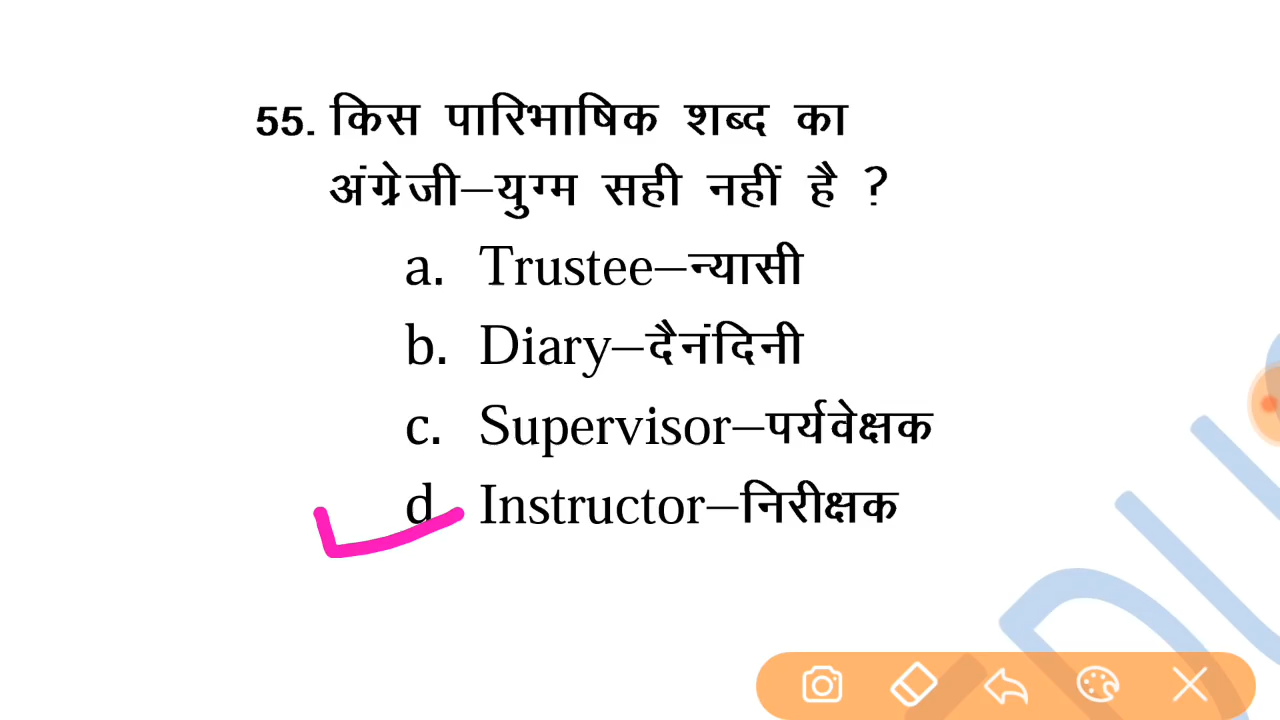 55. किस पारिभाषिक शब्द का
अंग्रेजी–युग्म सही नहीं है ?
a. Trustee–न्यासी
b. Diary–दैनंदिनी
c. Supervisor–पर्यवेक्षक
d. Instructor–निरीक्षक